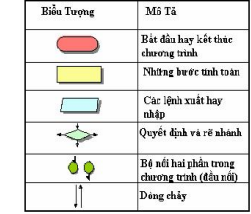 Biểu Tượng
Mô Tả
Bắt đầu hay kết thúc
chương trình
Những bước tính toán
Các lệnh xuất hay
nhập
Quyết định và rẽ nhánh
Bộ nối hai phần trong
chương trình (đầu nối)
Dòng chảy